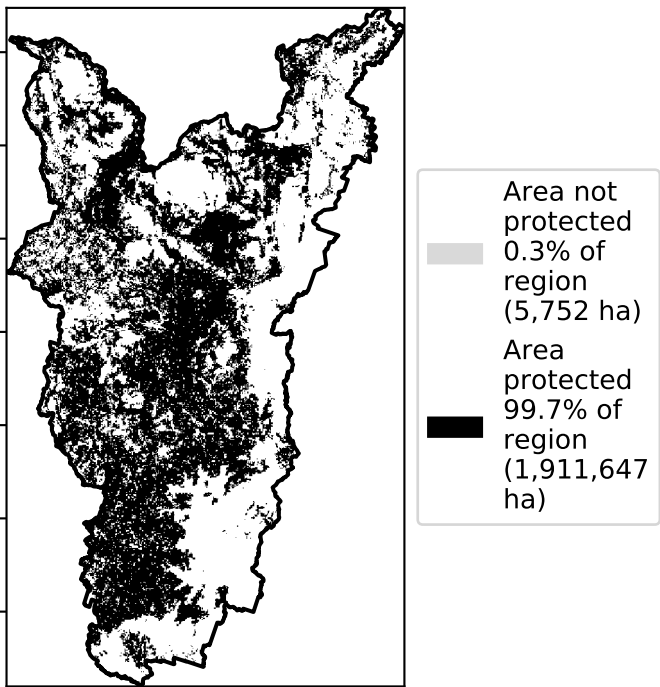 Area not
protected
0.3% of
region
(5,752 ha)
Area
protected
99.7% of
region
(1,911,647
ha)